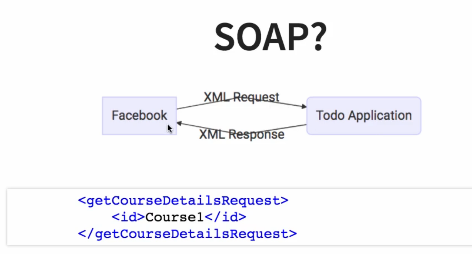 SOAP?
XML Request
Facebook
Todo Application
XML Response
<getCourseDetailsRequest>
<id>Course1</id>
</getCourseDetailsRequest>